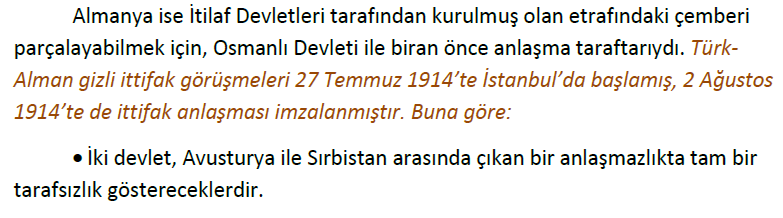 Almanya ise İtilaf Devletleri tarafından kurulmuş olan etrafındaki çemberi
parçalayabilmek için, Osmanlı Devleti ile biran önce anlaşma taraftarıydı. Türk-
Alman gizli ittifak görüşmeleri 27 Temmuz 1914’te İstanbul’da başlamış, 2 Ağustos
1914’te de ittifak anlaşması imzalanmıştır. Buna göre:
• İki devlet, Avusturya ile Sırbistan arasında çıkan bir anlaşmazlıkta tam bir
tarafsızlık göstereceklerdir.